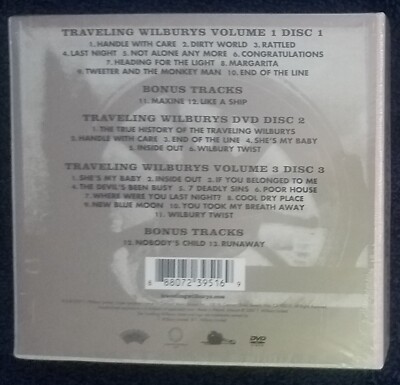 TRAVELING WILBURYS VOLUME 1 DISC 1
1. HANDLE WITH CARE 2. DIRTY WORLD 3. RATTLED
4. LAST NIGHT 5. NOT ALONE ANY MORE 6. CONGRATULATIONS
7. HEADING FOR THE LIGHT 8. MARGARITA
9. TWEETER AND THE MONKEY MAN 10. END OF THE LINE
BONUS TRACKS
11. MAXINE 12. LIKE A SHIP
TRAVELING WILBURYS DVD DISC 2
1. THE TRUE HISTORY OF THE TRAVELING WILBURYS
2. HANDLE WITH CARE 3. END OF THE LINE 4. SHE'S MY BABY
5. INSIDE OUT 6. WILBURY TWIST
TRAVELING WILBURYS VOLUME 3 DISC 3
1. SHE'S MY BABY 2. INSIDE OUT 3. IF YOU BELONGED TO ME
4. THE DEVIL'S BEEN BUSY 5. 7 DEADLY SINS 6. POOR HOUSE
7. WHERE WERE YOU LAST NIGHT? 8. COOL DRY PLACE
9. NEW BLUE MOON 10. YOU TOOK MY BREATH AWAY
11. WILBURY TWIST
BONUS TRACKS
12. NOBODY'S CHILD 13. RUNAWAY
8 88072 39516 9
travelingwilburys.com
DVD